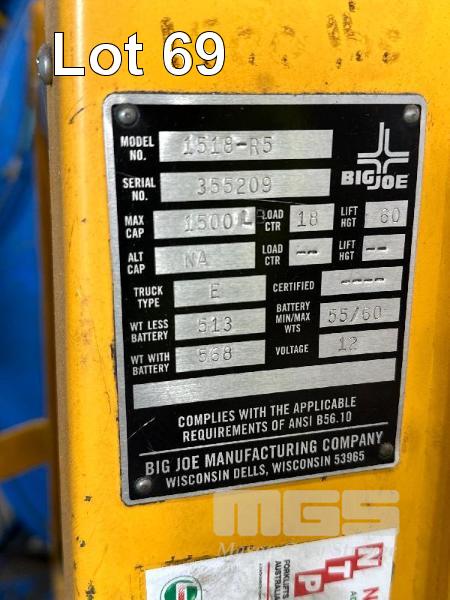 Lot 69
MODEL NO. 1518-R5
BIG JOE
SERIAL NO. 355209
MAX CAP 1500 L LOAD CTR 18 LIFT HGT 60
ALT CAP NA LOAD CTR -- LIFT HGT --
TRUCK TYPE E CERTIFIED ----
WT LESS BATTERY 513 BATTERY MIN/MAX WTS 55/60
WT WITH BATTERY 568 VOLTAGE 12
COMPLIES WITH THE APPLICABLE
REQUIREMENTS OF ANSI B56.10
BIG JOE MANUFACTURING COMPANY
WISCONSIN DELLS, WISCONSIN 53965
MGS
FORKLIFTS
AUSTRALIA
N
T
P